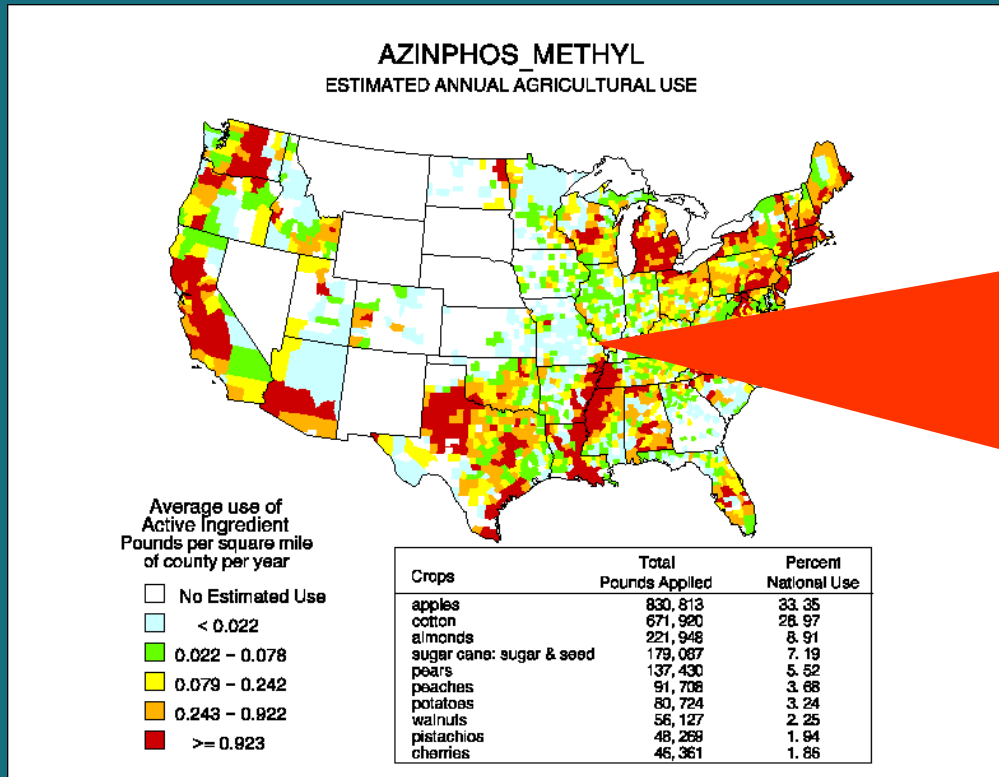 AZINPHOS_METHYL
ESTIMATED ANNUAL AGRICULTURAL USE
Average use of
Active Ingredient
Pounds per square mile
of county per year
No Estimated Use
< 0.022
0.022 - 0.078
0.079 - 0.242
0.243 - 0.922
>= 0.923
Crops Total Pounds Applied Percent National Use
apples 830, 813 33. 35
cotton 671, 920 26. 97
almonds 221, 948 8. 91
sugar cane: sugar & seed 179, 087 7. 19
pears 137, 430 5. 52
peaches 91, 708 3. 68
potatoes 80, 724 3. 24
walnuts 56, 127 2. 25
pistachios 48, 269 1. 94
cherries 46, 361 1. 86